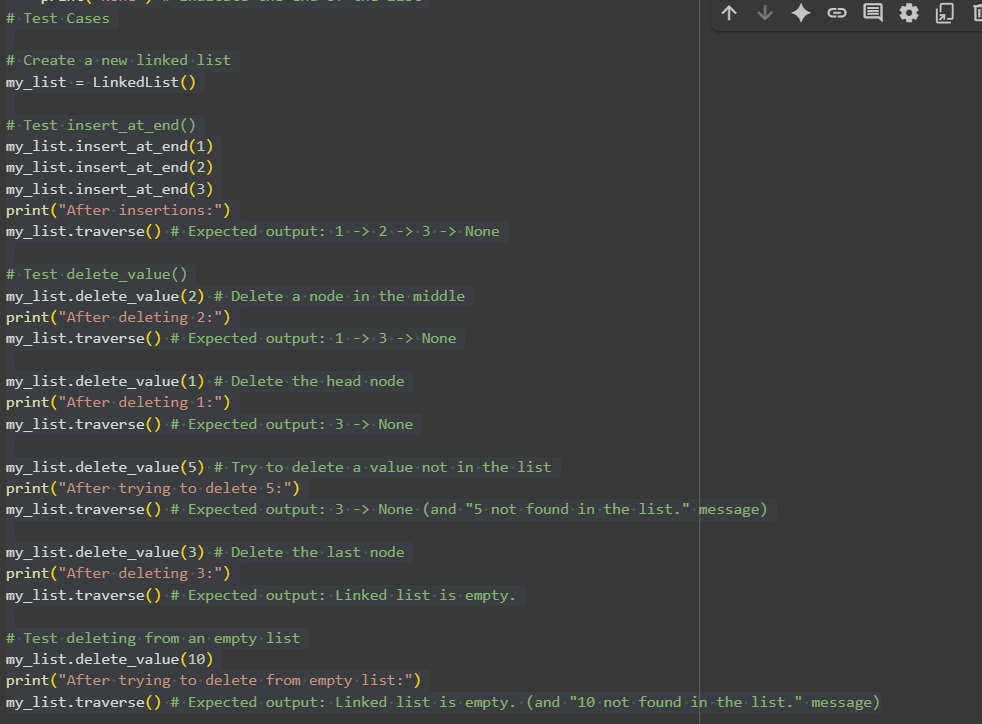 # Test Cases
# Create a new linked list
my_list = LinkedList()
# Test insert_at_end()
my_list.insert_at_end(1)
my_list.insert_at_end(2)
my_list.insert_at_end(3)
print("After insertions:")
my_list.traverse() # Expected output: 1 -> 2 -> 3 -> None
# Test delete_value()
my_list.delete_value(2) # Delete a node in the middle
print("After deleting 2:")
my_list.traverse() # Expected output: 1 -> 3 -> None
my_list.delete_value(1) # Delete the head node
print("After deleting 1:")
my_list.traverse() # Expected output: 3 -> None
my_list.delete_value(5) # Try to delete a value not in the list
print("After trying to delete 5:")
my_list.traverse() # Expected output: 3 -> None (and "5 not found in the list." message)
my_list.delete_value(3) # Delete the last node
print("After deleting 3:")
my_list.traverse() # Expected output: Linked list is empty.
# Test deleting from an empty list
my_list.delete_value(10)
print("After trying to delete from empty list:")
my_list.traverse() # Expected output: Linked list is empty. (and "10 not found in the list." message)